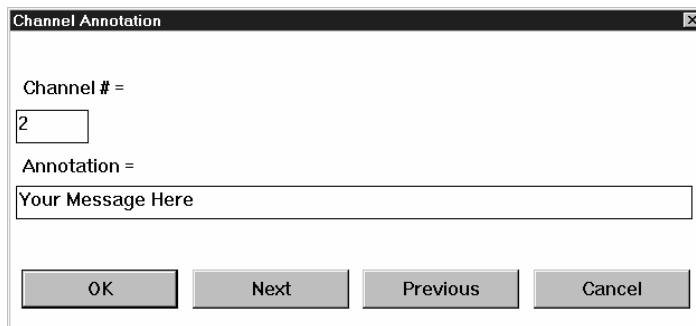 Channel Annotation
Channel # =
2
Annotation =
Your Message Here
OK Next Previous Cancel